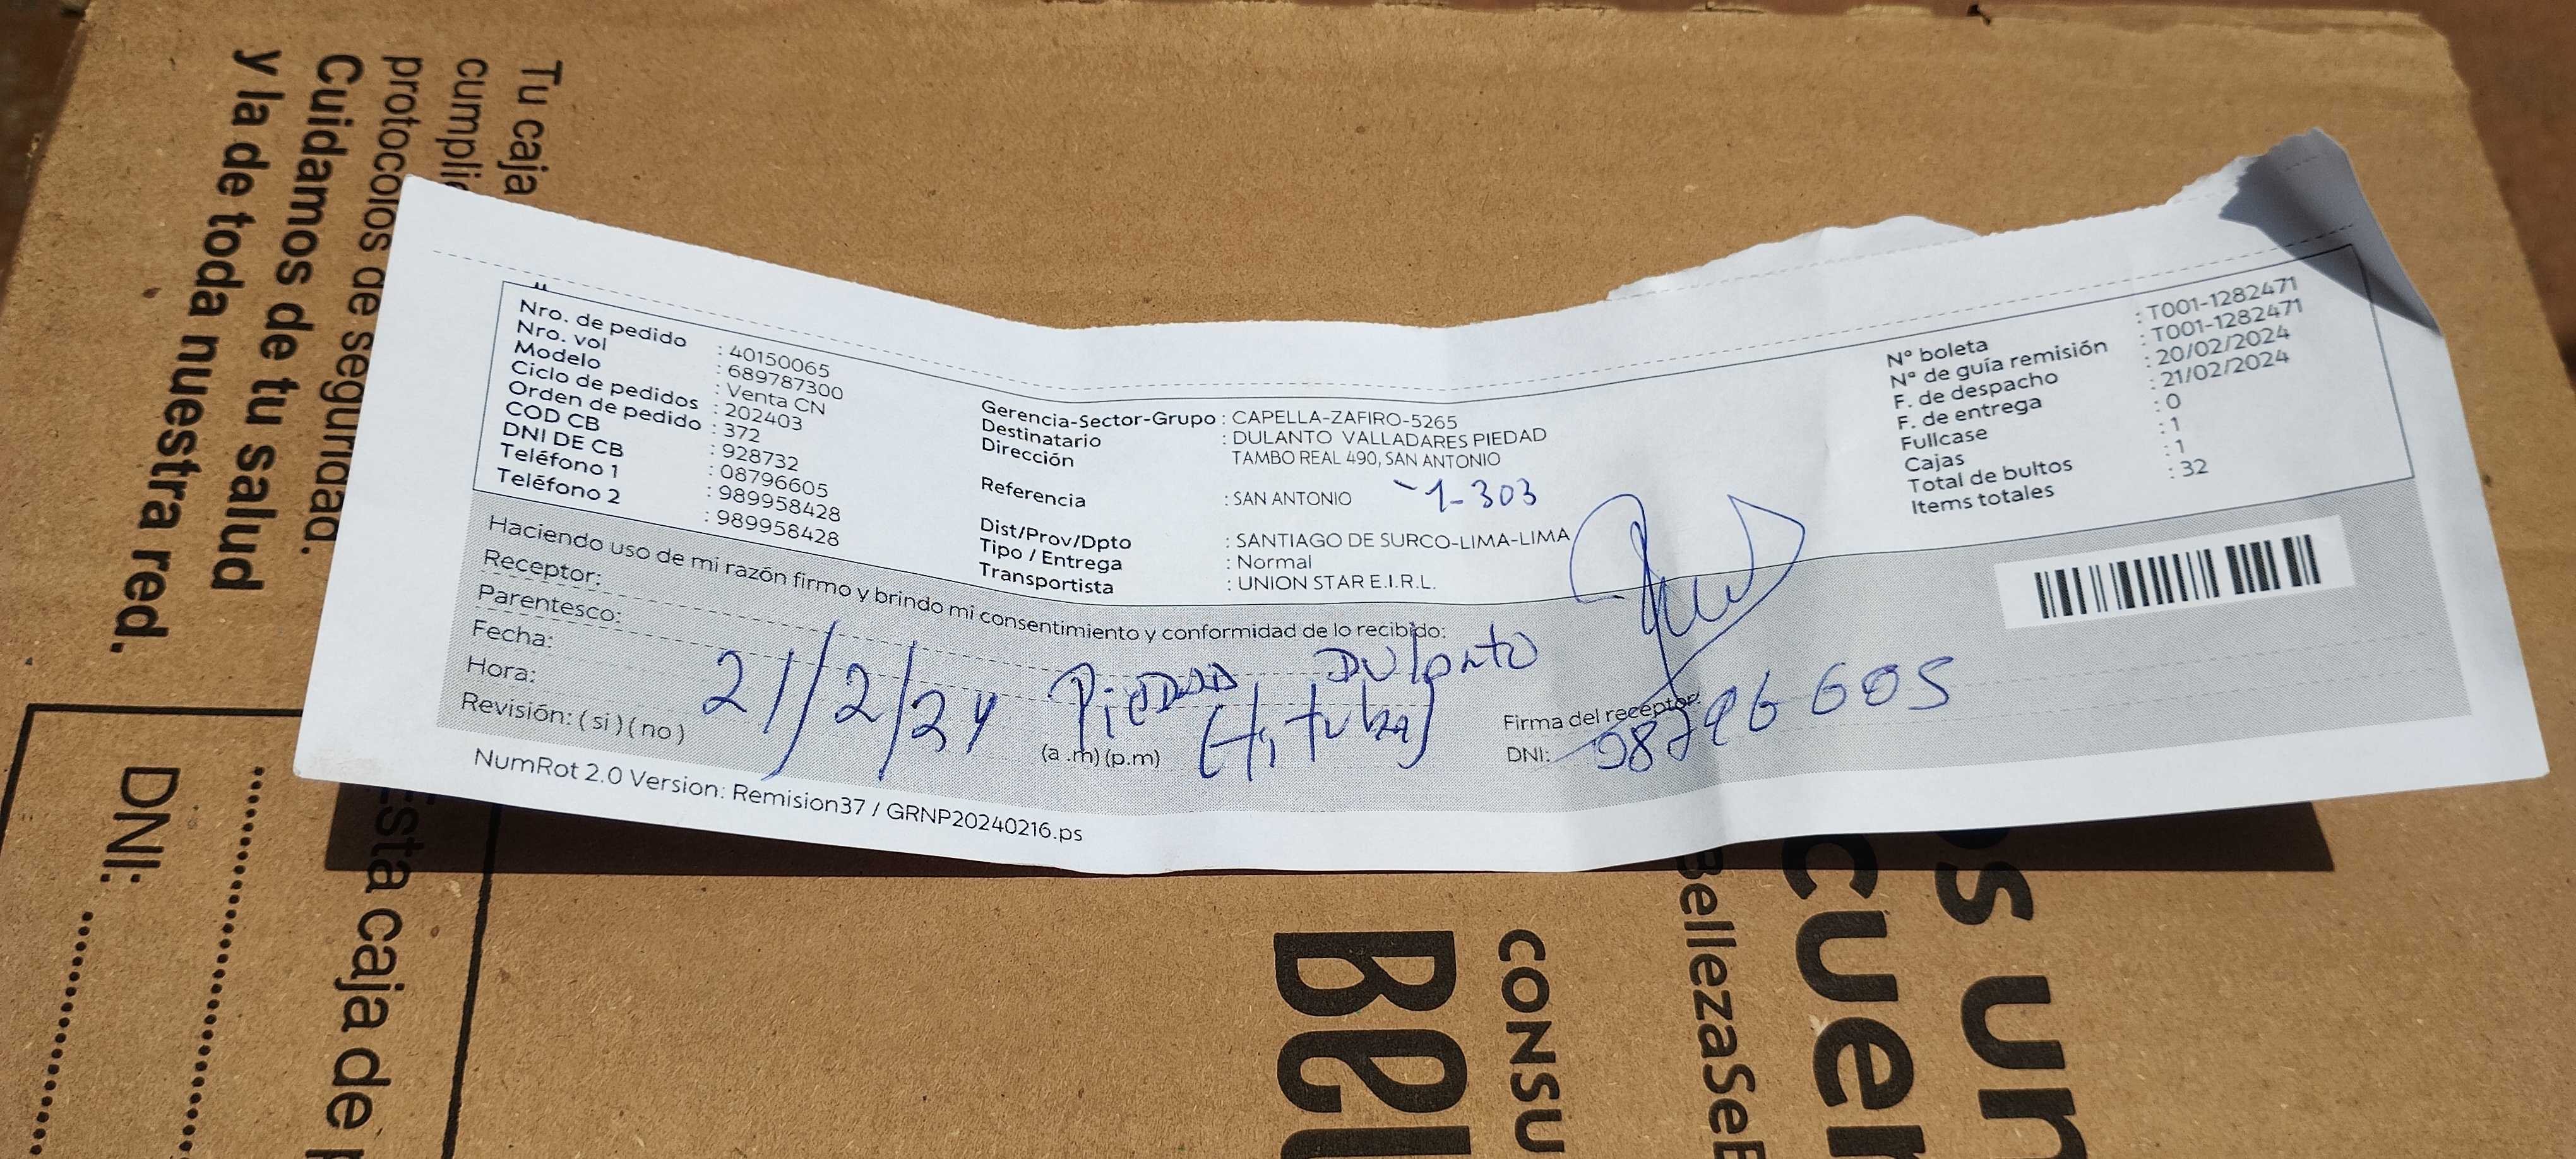 Tu caja
cumplie
protocolos de seguridad.
Cuidamos de tu salud
y la de toda nuestra red.
Nro. de pedido : 40150065
Nro. vol : 689787300
Modelo : Venta CN
Ciclo de pedidos : 202403
Orden de pedido : 372
COD CB : 928732
DNI DE CB : 08796605
Teléfono 1 : 989958428
Teléfono 2 : 989958428
Gerencia-Sector-Grupo : CAPELLA-ZAFIRO-5265
Destinatario : DULANTO VALLADARES PIEDAD
Dirección TAMBO REAL 490, SAN ANTONIO
Referencia : SAN ANTONIO 1-303
Dist/Prov/Dpto : SANTIAGO DE SURCO-LIMA-LIMA
Tipo / Entrega : Normal
Transportista : UNION STAR E.I.R.L.
N° boleta : T001-1282471
N° de guía remisión : T001-1282471
F. de despacho : 20/02/2024
F. de entrega : 21/02/2024
Fullcase : 0
Cajas : 1
Total de bultos : 1
Items totales : 32
Haciendo uso de mi razón firmo y brindo mi consentimiento y conformidad de lo recibido:
Receptor: Piedad Dulanto
Parentesco: (titular)
Fecha: 21/2/24
Hora: (a .m) (p.m)
Revisión: ( si ) ( no )
Firma del receptor:
DNI: 08796605
NumRot 2.0 Version: Remision37 / GRNP20240216.ps
DNI:
Esta caja de
BEL
CONSU
BellezaSe
cue
os un